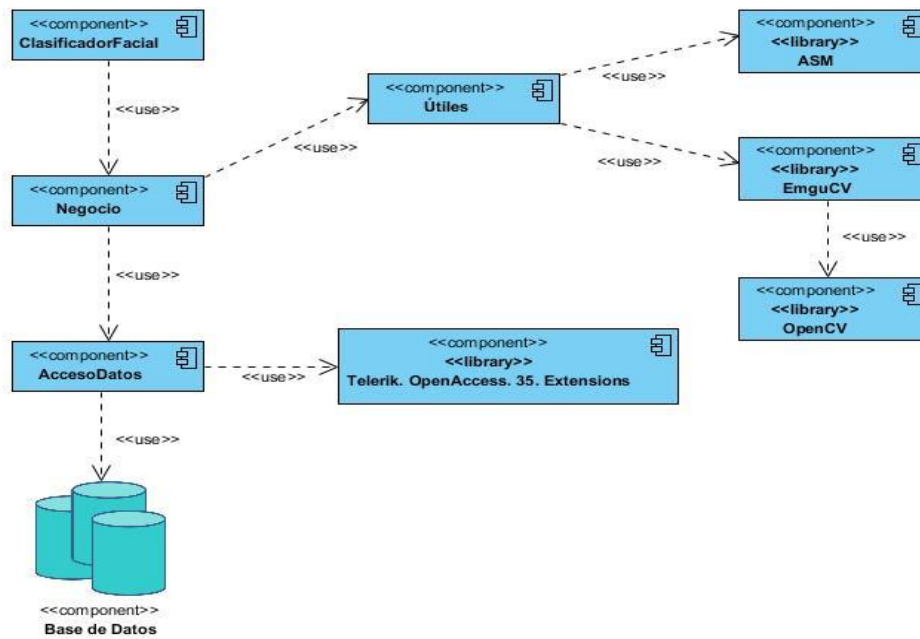 <<component>>
ClasificadorFacial
<<use>>
<<component>>
Negocio
<<use>>
<<component>>
Útiles
<<use>>
<<component>>
<<library>>
ASM
<<use>>
<<component>>
<<library>>
EmguCV
<<use>>
<<component>>
<<library>>
OpenCV
<<use>>
<<component>>
AccesoDatos
<<use>>
<<component>>
<<library>>
Telerik. OpenAccess. 35. Extensions
<<use>>
<<component>>
Base de Datos